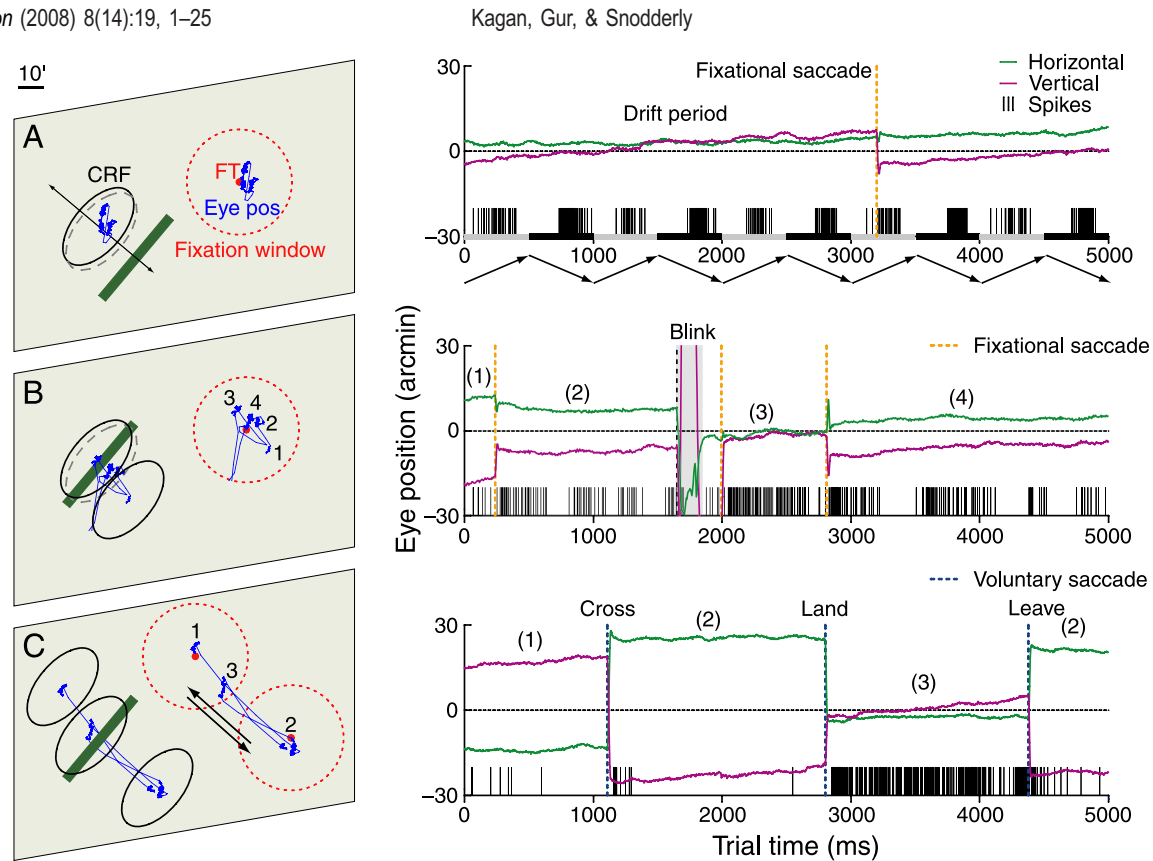 on (2008) 8(14):19, 1–25
Kagan, Gur, & Snodderly
10'
A
CRF
FT
Eye pos
Fixation window
B
3
4
2
1
C
1
3
2
Fixational saccade
Horizontal
Vertical
Spikes
Drift period
30
0
–30
0 1000 2000 3000 4000 5000
Eye position (arcmin)
Blink
Fixational saccade
30
(1)
(2)
(3)
(4)
0
–30
0 1000 2000 3000 4000 5000
Voluntary saccade
Cross
Land
Leave
30
(1)
(2)
(3)
(2)
0
–30
0 1000 2000 3000 4000 5000
Trial time (ms)